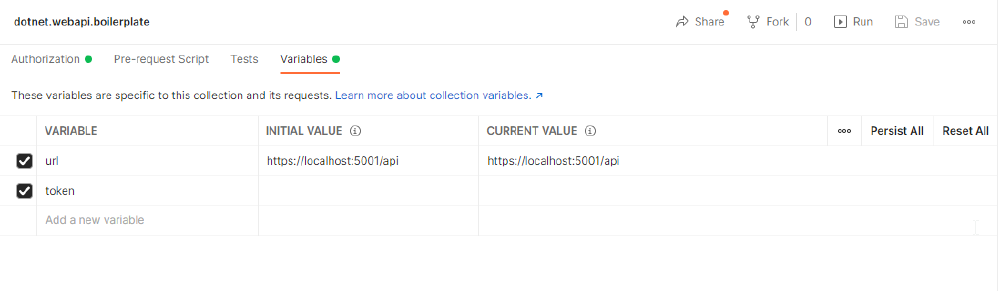 dotnet.webapi.boilerplate Share Fork 0 Run Save
Authorization Pre-request Script Tests Variables
These variables are specific to this collection and its requests. Learn more about collection variables. ↗
VARIABLE INITIAL VALUE CURRENT VALUE Persist All Reset All
url https://localhost:5001/api https://localhost:5001/api
token
Add a new variable